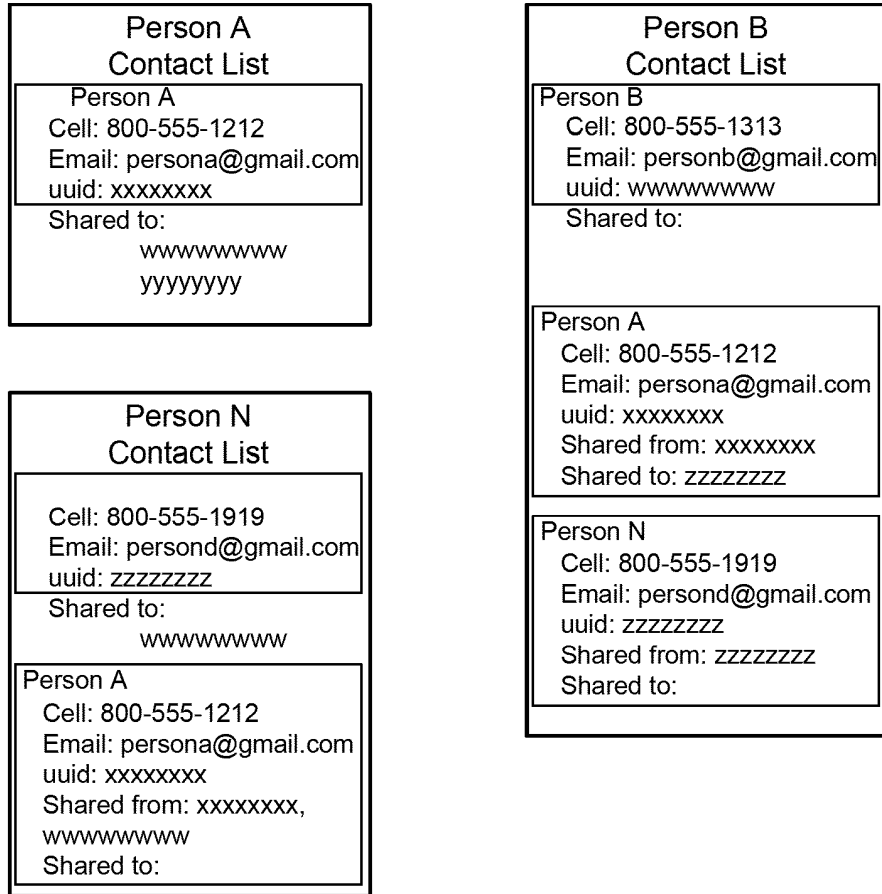 Person A
Contact List
Person A
Cell: 800-555-1212
Email: persona@gmail.com
uuid: xxxxxxxx
Shared to:
wwwwwwww
yyyyyyyy
Person N
Contact List
Cell: 800-555-1919
Email: persond@gmail.com
uuid: zzzzzzzz
Shared to:
wwwwwwww
Person A
Cell: 800-555-1212
Email: persona@gmail.com
uuid: xxxxxxxx
Shared from: xxxxxxxx,
wwwwwwww
Shared to:
Person B
Contact List
Person B
Cell: 800-555-1313
Email: personb@gmail.com
uuid: wwwwwwww
Shared to:
Person A
Cell: 800-555-1212
Email: persona@gmail.com
uuid: xxxxxxxx
Shared from: xxxxxxxx
Shared to: zzzzzzzz
Person N
Cell: 800-555-1919
Email: persond@gmail.com
uuid: zzzzzzzz
Shared from: zzzzzzzz
Shared to: